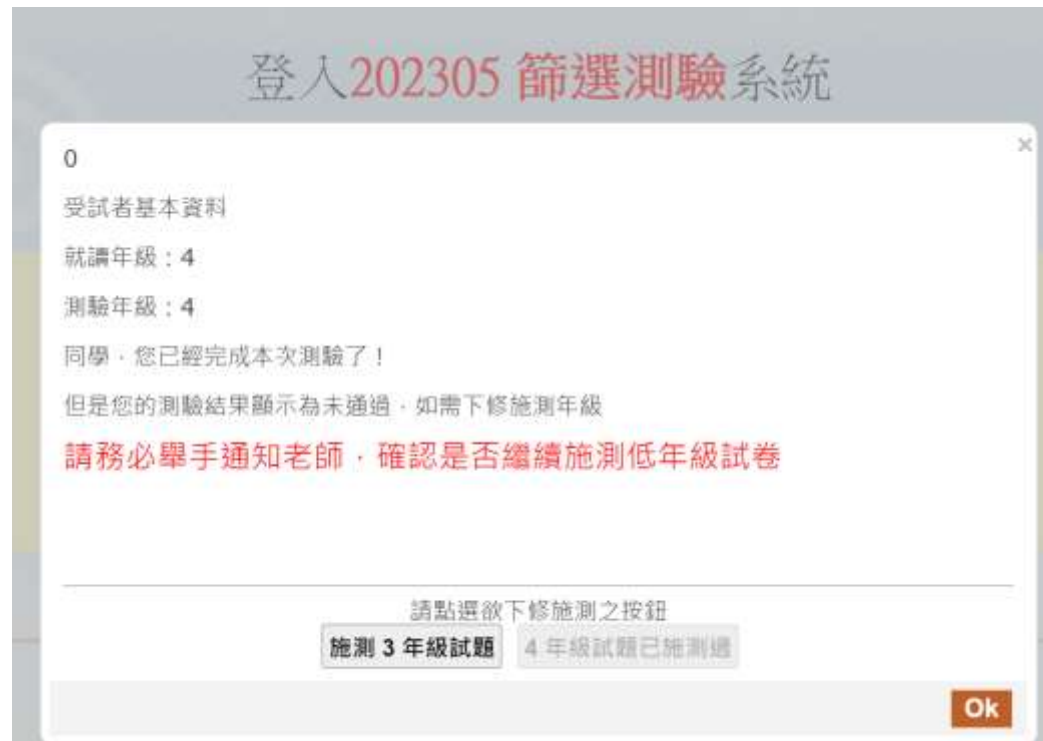 登入202305 篩選測驗系統
×
0
受試者基本資料
就讀年級：4
測驗年級：4
同學，您已經完成本次測驗了！
但是您的測驗結果顯示為未通過，如需下修施測年級
請務必舉手通知老師，確認是否繼續施測低年級試卷
請點選欲下修施測之按鈕
施測 3 年級試題 4 年級試題已施測過
Ok